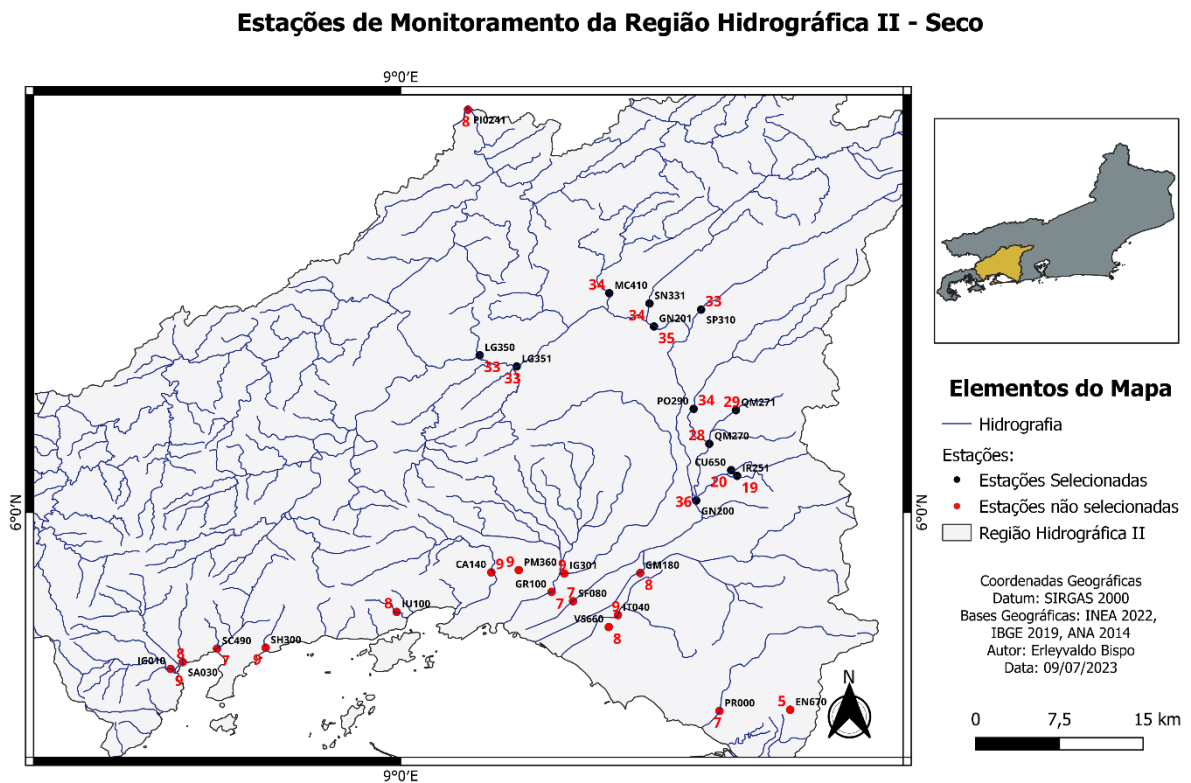 Estações de Monitoramento da Região Hidrográfica II - Seco
9°0′E
8
PI0241
34
MC410
SN331
33
34
GN201
SP310
35
LG350
LG351
33
33
PO290
34
29
QM271
28
QM270
CU650
IR251
20
19
36
GN200
6°0′N
6°0′N
CA140
9
9
PM360
9
IG301
GM180
GR100
7
7
SF080
8
8
JU100
9
IT040
VS660
8
SC490
SH300
IG010
8
7
9
SA030
9
PR000
7
5
EN670
N
9°0′E
Elementos do Mapa
Hidrografia
Estações:
Estações Selecionadas
Estações não selecionadas
Região Hidrográfica II
Coordenadas Geográficas
Datum: SIRGAS 2000
Bases Geográficas: INEA 2022,
IBGE 2019, ANA 2014
Autor: Erleyvaldo Bispo
Data: 09/07/2023
0 7,5 15 km